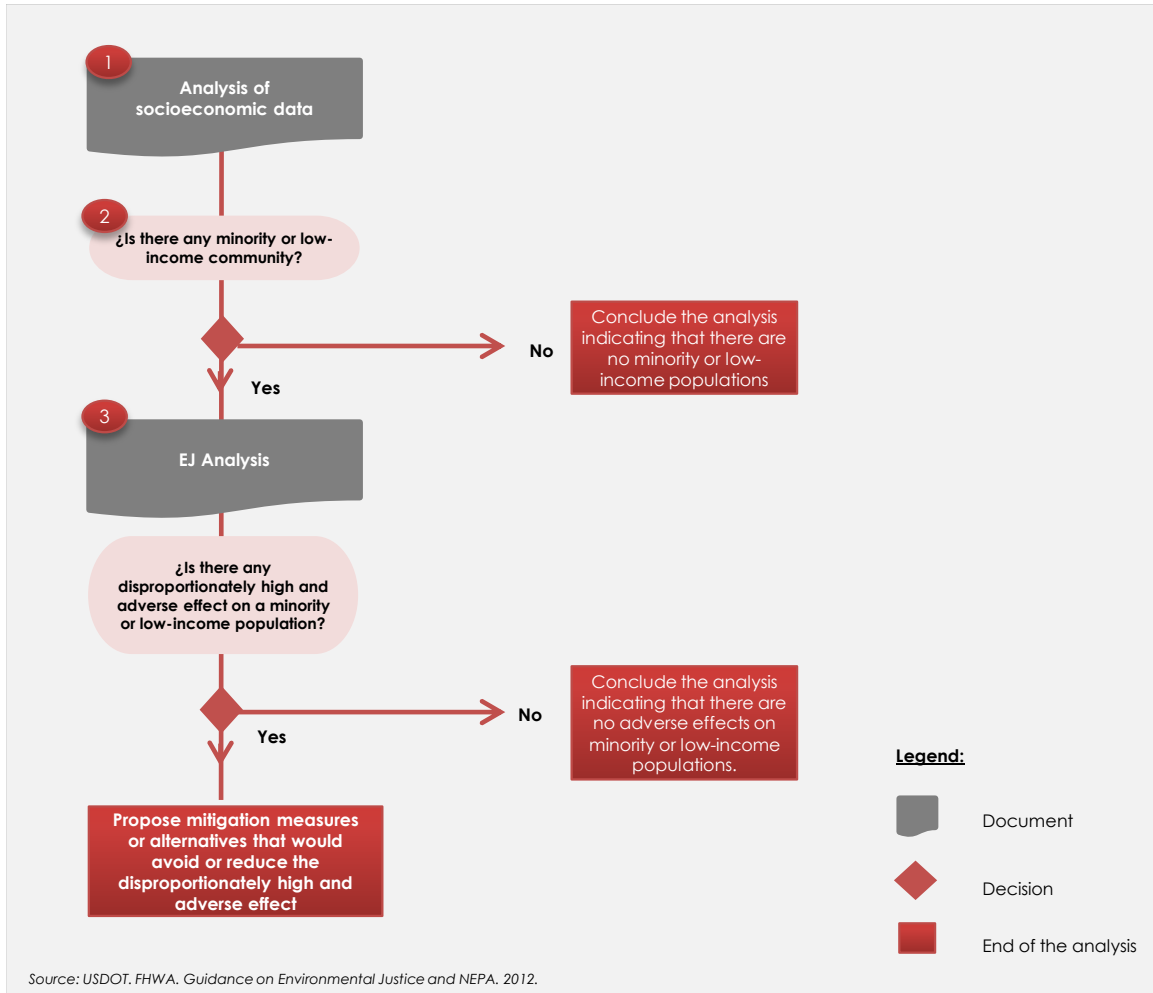 1
Analysis of
socioeconomic data
2
¿Is there any minority or low-
income community?
No
Conclude the analysis
indicating that there are
no minority or low-
income populations
Yes
3
EJ Analysis
¿Is there any
disproportionately high and
adverse effect on a minority
or low-income population?
No
Conclude the analysis
indicating that there are
no adverse effects on
minority or low-income
populations.
Yes
Propose mitigation measures
or alternatives that would
avoid or reduce the
disproportionately high and
adverse effect
Legend:
Document
Decision
End of the analysis
Source: USDOT. FHWA. Guidance on Environmental Justice and NEPA. 2012.